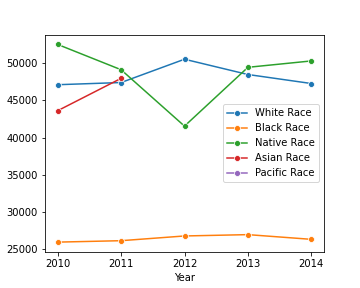 50000
45000
40000
35000
30000
25000
White Race
Black Race
Native Race
Asian Race
Pacific Race
2010 2011 2012 2013 2014
Year